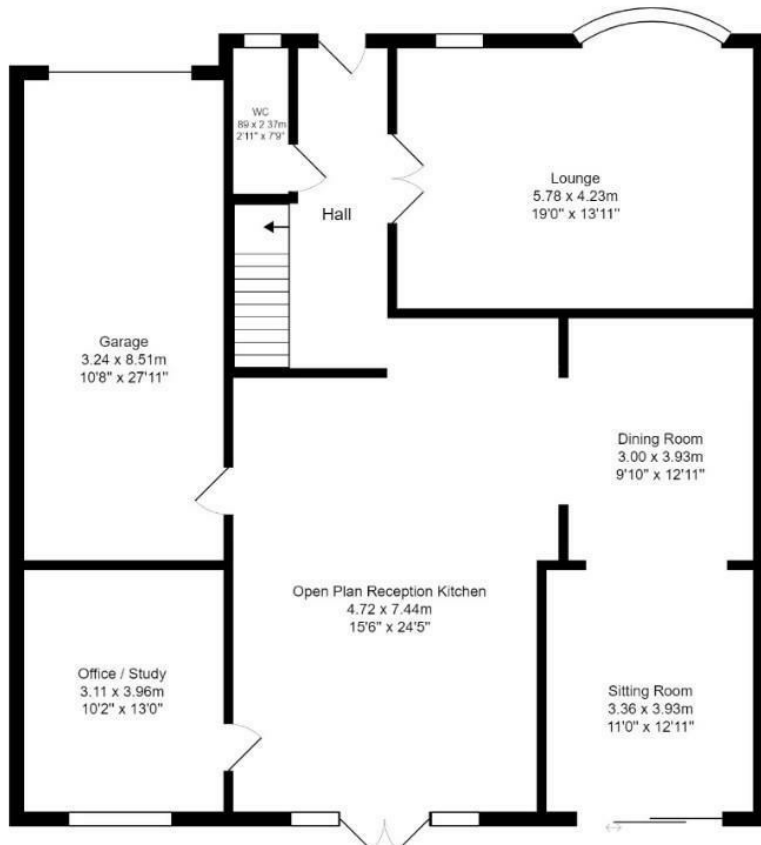 WC
89 x 2.37m
2'11" x 7'9"
Hall
Lounge
5.78 x 4.23m
19'0" x 13'11"
Garage
3.24 x 8.51m
10'8" x 27'11"
Dining Room
3.00 x 3.93m
9'10" x 12'11"
Open Plan Reception Kitchen
4.72 x 7.44m
15'6" x 24'5"
Office / Study
3.11 x 3.96m
10'2" x 13'0"
Sitting Room
3.36 x 3.93m
11'0" x 12'11"